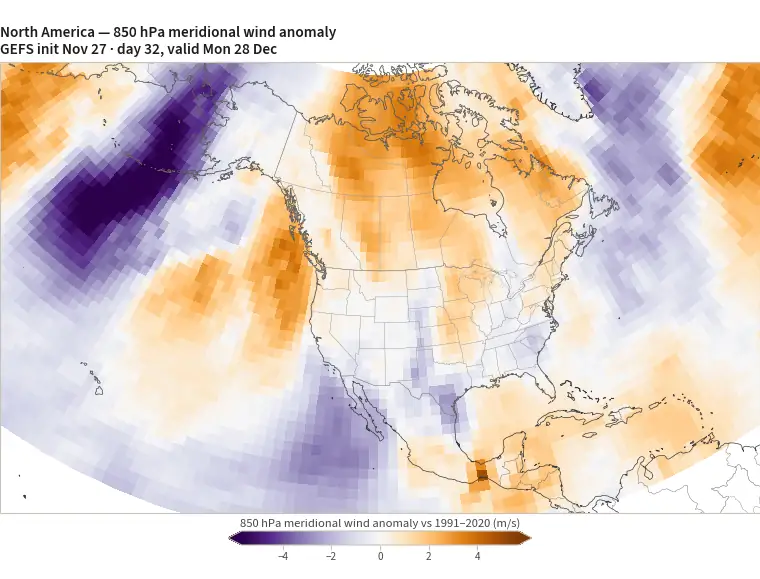 North America — 850 hPa meridional wind anomaly
GEFS init Nov 27 · day 32, valid Mon 28 Dec
850 hPa meridional wind anomaly vs 1991–2020 (m/s)
−4 −2 0 2 4